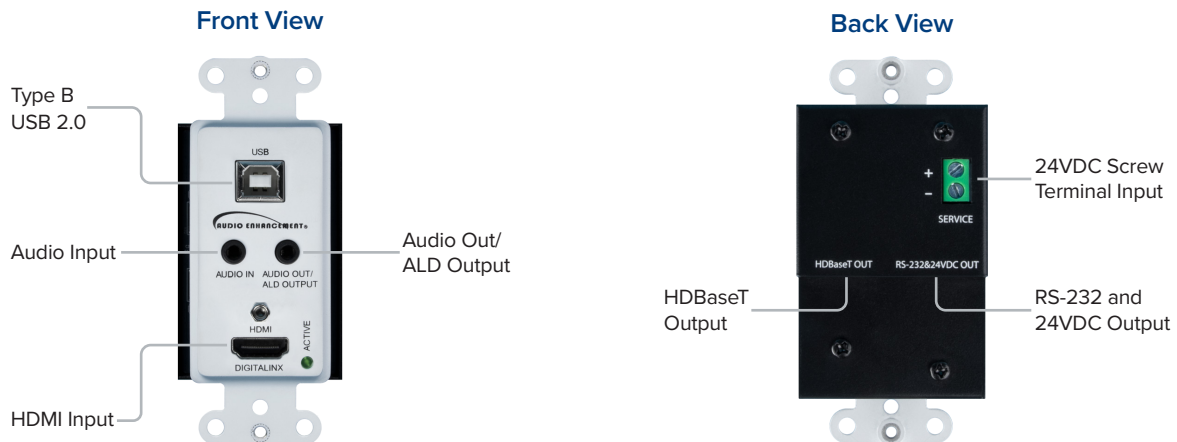 Front View
Type B
USB 2.0
Audio Input
HDMI Input
USB
AUDIO ENHANCEMENT®
AUDIO IN
AUDIO OUT/
ALD OUTPUT
HDMI
ACTIVE
DIGITALINX
Audio Out/
ALD Output
Back View
+
–
SERVICE
HDBaseT OUT
RS-232&24VDC OUT
24VDC Screw
Terminal Input
HDBaseT
Output
RS-232 and
24VDC Output